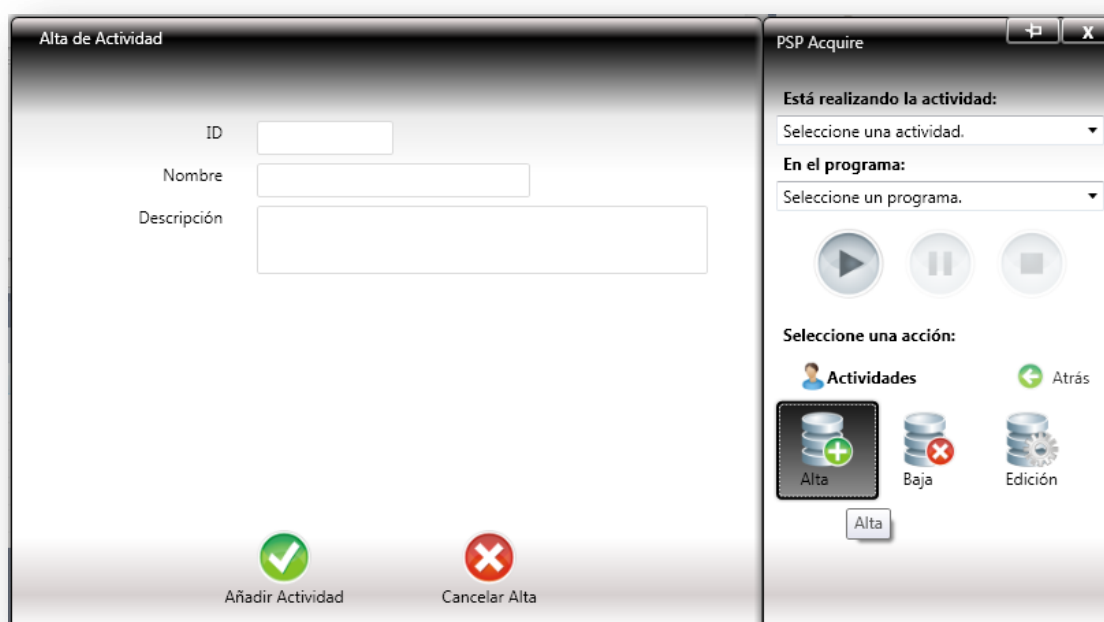 Alta de Actividad
ID
Nombre
Descripción
Añadir Actividad
Cancelar Alta
PSP Acquire
X
Está realizando la actividad:
Seleccione una actividad.
En el programa:
Seleccione un programa.
Seleccione una acción:
Actividades
Atrás
Alta
Baja
Edición
Alta